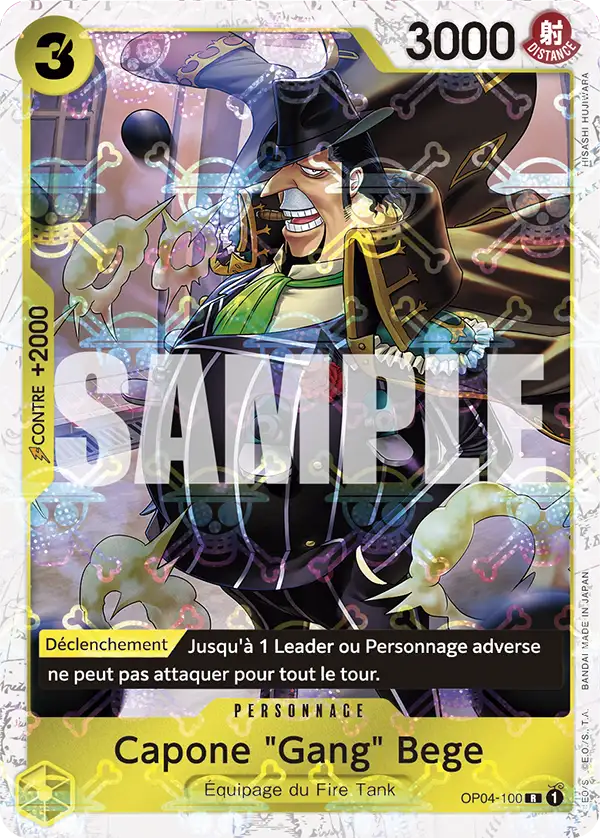 3
3000
射
DISTANCE
HISASHI HUJIWARA
CONTRE +2000
SAMPLE
Déclenchement Jusqu'à 1 Leader ou Personnage adverse
ne peut pas attaquer pour tout le tour.
PERSONNAGE
Capone "Gang" Bege
Équipage du Fire Tank
OP04-100 R 1
©E.O./S. ©E.O./S.,T.A. BANDAI MADE IN JAPAN